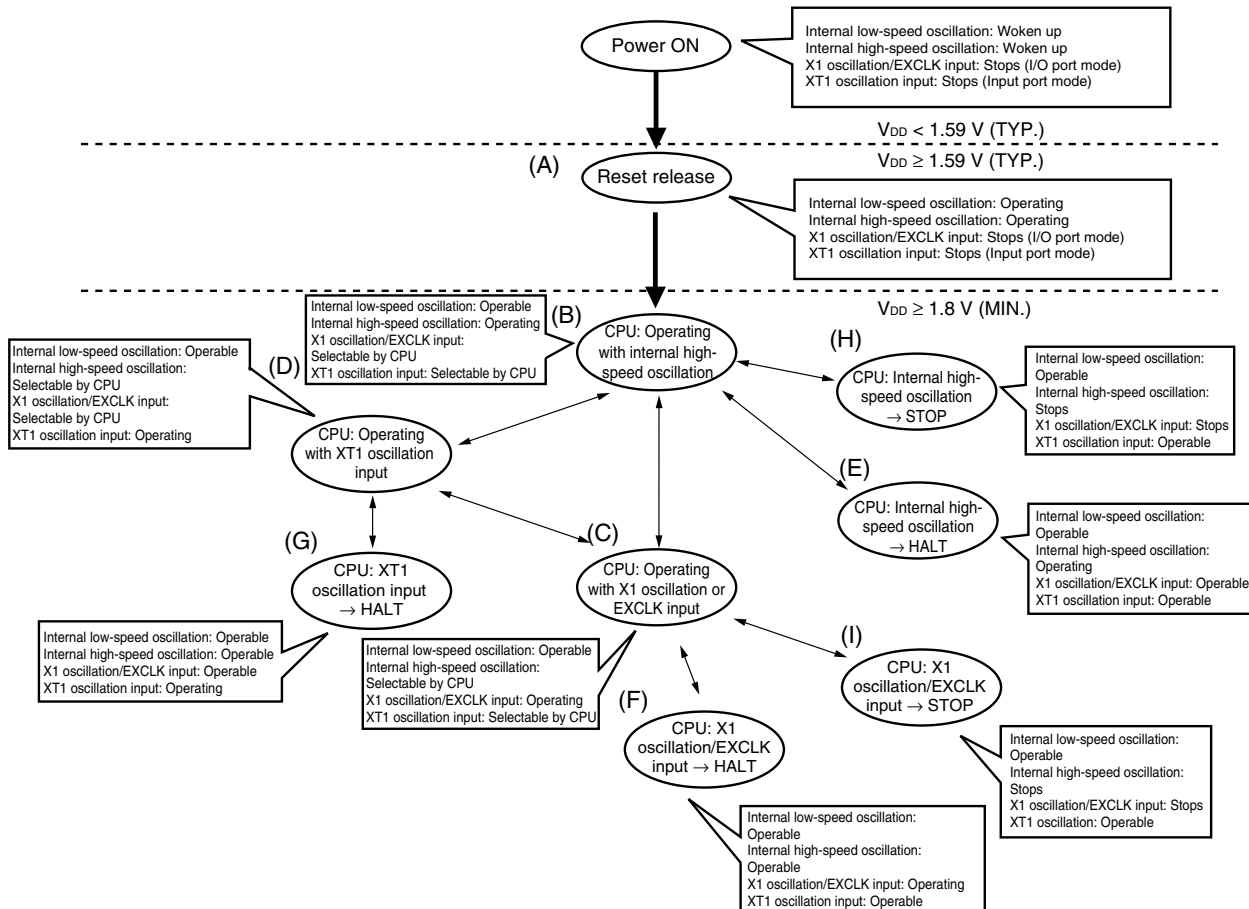 Power ON
Internal low-speed oscillation: Woken up
Internal high-speed oscillation: Woken up
X1 oscillation/EXCLK input: Stops (I/O port mode)
XT1 oscillation input: Stops (Input port mode)
VDD < 1.59 V (TYP.)
VDD ≥ 1.59 V (TYP.)
(A)
Reset release
Internal low-speed oscillation: Operating
Internal high-speed oscillation: Operating
X1 oscillation/EXCLK input: Stops (I/O port mode)
XT1 oscillation input: Stops (Input port mode)
VDD ≥ 1.8 V (MIN.)
Internal low-speed oscillation: Operable
Internal high-speed oscillation: Operating
X1 oscillation/EXCLK input:
Selectable by CPU
XT1 oscillation input: Selectable by CPU
(B)
CPU: Operating
with internal high-
speed oscillation
Internal low-speed oscillation: Operable
Internal high-speed oscillation:
Selectable by CPU
X1 oscillation/EXCLK input:
Selectable by CPU
XT1 oscillation input: Operating
(D)
CPU: Operating
with XT1 oscillation
input
(H)
CPU: Internal high-
speed oscillation
→ STOP
Internal low-speed oscillation:
Operable
Internal high-speed oscillation:
Stops
X1 oscillation/EXCLK input: Stops
XT1 oscillation input: Operable
(E)
CPU: Internal high-
speed oscillation
→ HALT
Internal low-speed oscillation:
Operable
Internal high-speed oscillation:
Operating
X1 oscillation/EXCLK input: Operable
XT1 oscillation input: Operable
(G)
CPU: XT1
oscillation input
→ HALT
Internal low-speed oscillation: Operable
Internal high-speed oscillation: Operable
X1 oscillation/EXCLK input: Operable
XT1 oscillation input: Operating
(C)
CPU: Operating
with X1 oscillation or
EXCLK input
Internal low-speed oscillation: Operable
Internal high-speed oscillation:
Selectable by CPU
X1 oscillation/EXCLK input: Operating
XT1 oscillation input: Selectable by CPU
(I)
CPU: X1
oscillation/EXCLK
input → STOP
Internal low-speed oscillation:
Operable
Internal high-speed oscillation:
Stops
X1 oscillation/EXCLK input: Stops
XT1 oscillation: Operable
(F)
CPU: X1
oscillation/EXCLK
input → HALT
Internal low-speed oscillation:
Operable
Internal high-speed oscillation:
Operable
X1 oscillation/EXCLK input: Operating
XT1 oscillation input: Operable